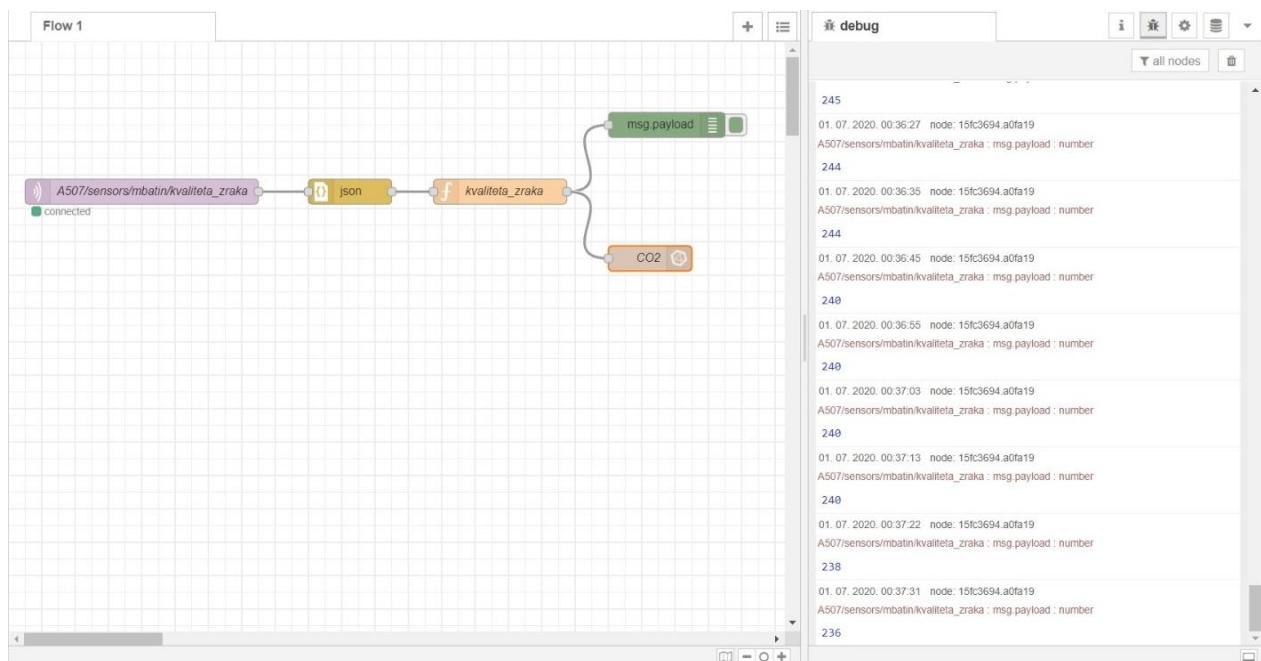 Flow 1
debug
all nodes
msg.payload
A507/sensors/mbatin/kvaliteta_zraka
json
kvaliteta_zraka
connected
CO2
245
01. 07. 2020. 00:36:27 node: 15fc3694.a0fa19
A507/sensors/mbatin/kvaliteta_zraka : msg.payload : number
244
01. 07. 2020. 00:36:35 node: 15fc3694.a0fa19
A507/sensors/mbatin/kvaliteta_zraka : msg.payload : number
244
01. 07. 2020. 00:36:45 node: 15fc3694.a0fa19
A507/sensors/mbatin/kvaliteta_zraka : msg.payload : number
240
01. 07. 2020. 00:36:55 node: 15fc3694.a0fa19
A507/sensors/mbatin/kvaliteta_zraka : msg.payload : number
240
01. 07. 2020. 00:37:03 node: 15fc3694.a0fa19
A507/sensors/mbatin/kvaliteta_zraka : msg.payload : number
240
01. 07. 2020. 00:37:13 node: 15fc3694.a0fa19
A507/sensors/mbatin/kvaliteta_zraka : msg.payload : number
240
01. 07. 2020. 00:37:22 node: 15fc3694.a0fa19
A507/sensors/mbatin/kvaliteta_zraka : msg.payload : number
238
01. 07. 2020. 00:37:31 node: 15fc3694.a0fa19
A507/sensors/mbatin/kvaliteta_zraka : msg.payload : number
236